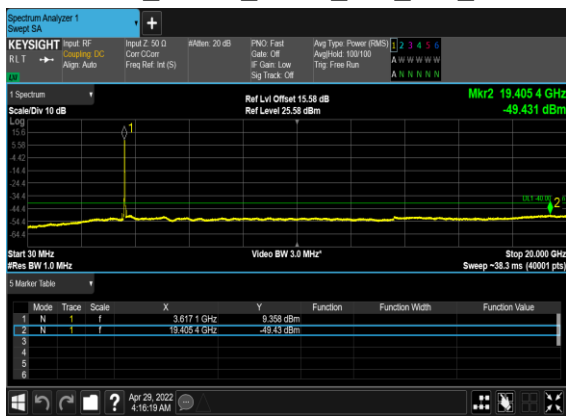 Spectrum Analyzer 1
Swept SA
KEYSIGHT
RLT
Input: RF
Coupling: DC
Align: Auto
Input Z: 50 Ω
Corr CCorr
Freq Ref: Int (S)
#Atten: 20 dB
PNO: Fast
Gate: Off
IF Gain: Low
Sig Track: Off
Avg Type: Power (RMS)
Avg|Hold: 100/100
Trig: Free Run
1 2 3 4 5 6
A W W W W W
A N N N N N
1 Spectrum
Scale/Div 10 dB
Ref Lvl Offset 15.58 dB
Ref Level 25.58 dBm
Mkr2 19.405 4 GHz
-49.431 dBm
Log
15.6
5.58
-4.42
-14.4
-24.4
-34.4
-44.4
-54.4
-64.4
1
2
Start 30 MHz
#Res BW 1.0 MHz
Video BW 3.0 MHz*
Stop 20.000 GHz
Sweep ~38.3 ms (40001 pts)
5 Marker Table
Mode Trace Scale X Y Function Function Width Function Value
1 N 1 f 3.617 1 GHz 9.358 dBm
2 N 1 f 19.405 4 GHz -49.43 dBm
3
4
5
6
?
Apr 29, 2022
4:16:19 AM